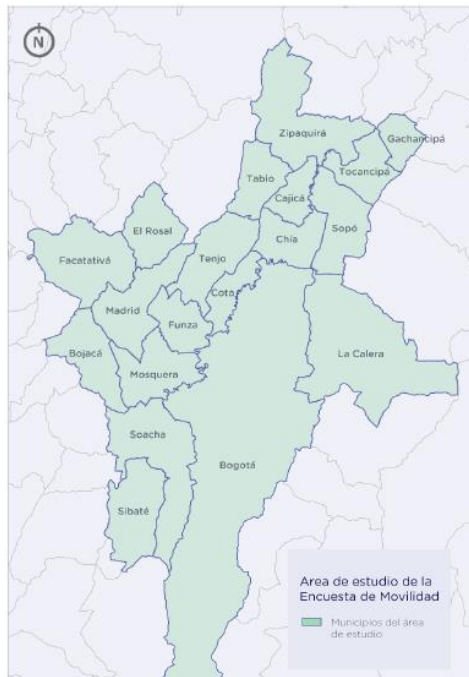 N
Zipaquirá
Gachancipá
Tabio
Tocancipá
Cajicá
El Rosal
Chía
Sopó
Facatativá
Tenjo
Cota
Madrid
Funza
Bojacá
La Calera
Mosquera
Soacha
Bogotá
Sibaté
Area de estudio de la
Encuesta de Movilidad
Municipios del área
de estudio